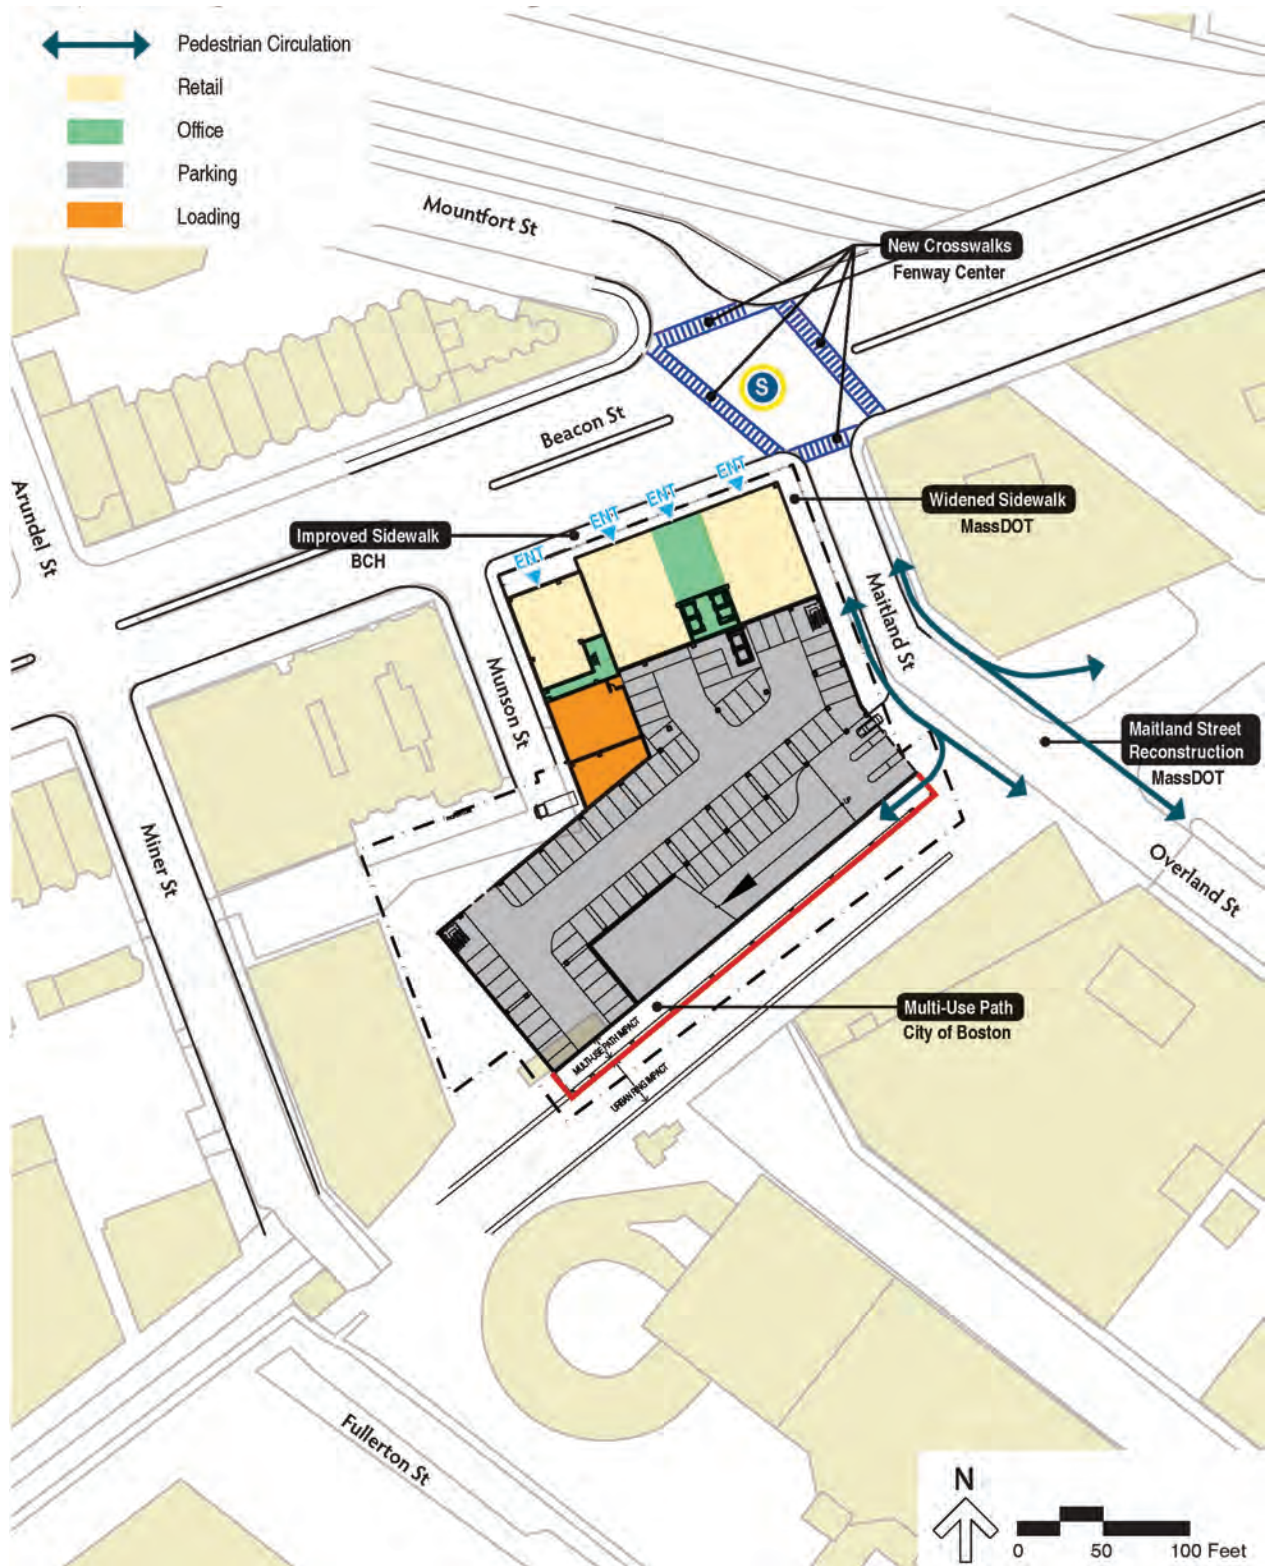 Pedestrian Circulation
Retail
Office
Parking
Loading
Mountfort St
New Crosswalks
Fenway Center
S
Beacon St
Arundel St
ENT
ENT
ENT
ENT
Widened Sidewalk
MassDOT
Improved Sidewalk
BCH
Maitland St
Munson St
Maitland Street
Reconstruction
MassDOT
Miner St
Overland St
Multi-Use Path
City of Boston
MULTI-USE PATH IMPACT
URBAN RING IMPACT
Fullerton St
N
0 50 100 Feet